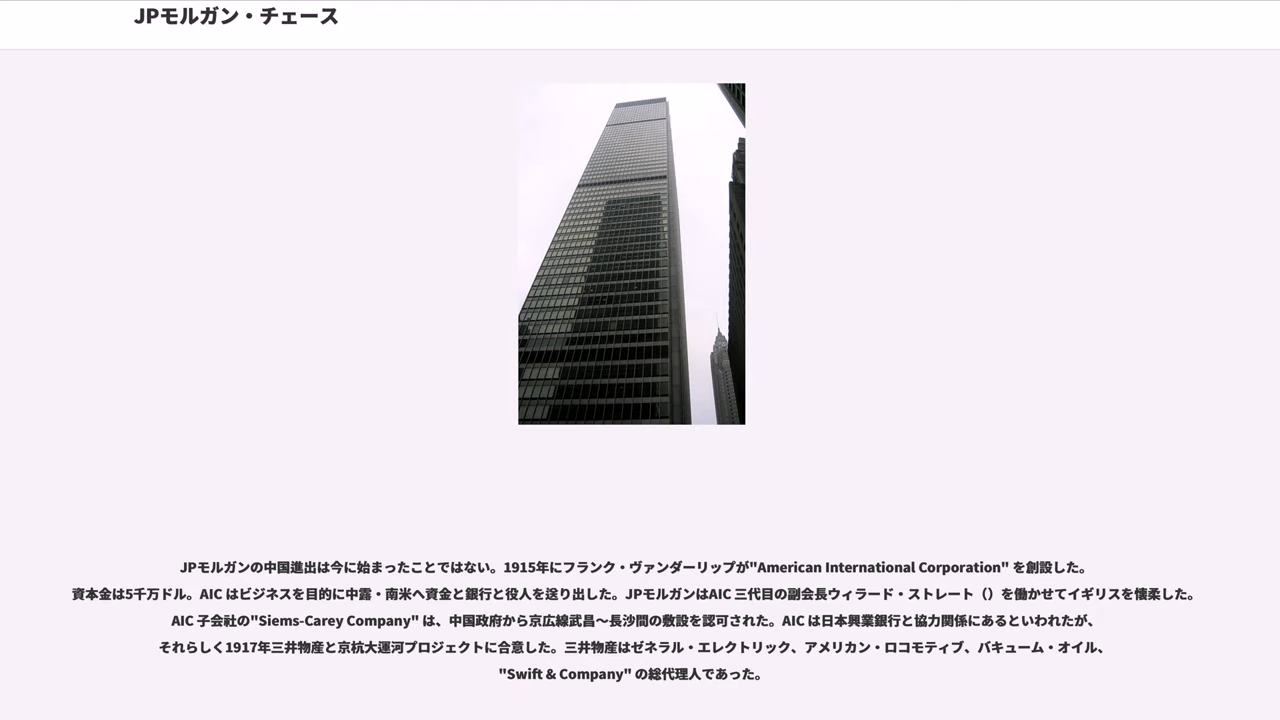 JPモルガン・チェース
JPモルガンの中国進出は今に始まったことではない。1915年にフランク・ヴァンダーリップが"American International Corporation" を創設した。
資本金は5千万ドル。AIC はビジネスを目的に中露・南米へ資金と銀行と役人を送り出した。JPモルガンはAIC 三代目の副会長ウィラード・ストレート（）を働かせてイギリスを懐柔した。
AIC 子会社の"Siems-Carey Company" は、中国政府から京広線武昌～長沙間の敷設を認可された。AIC は日本興業銀行と協力関係にあるといわれたが、
それらしく1917年三井物産と京杭大運河プロジェクトに合意した。三井物産はゼネラル・エレクトリック、アメリカン・ロコモティブ、バキューム・オイル、
"Swift & Company" の総代理人であった。